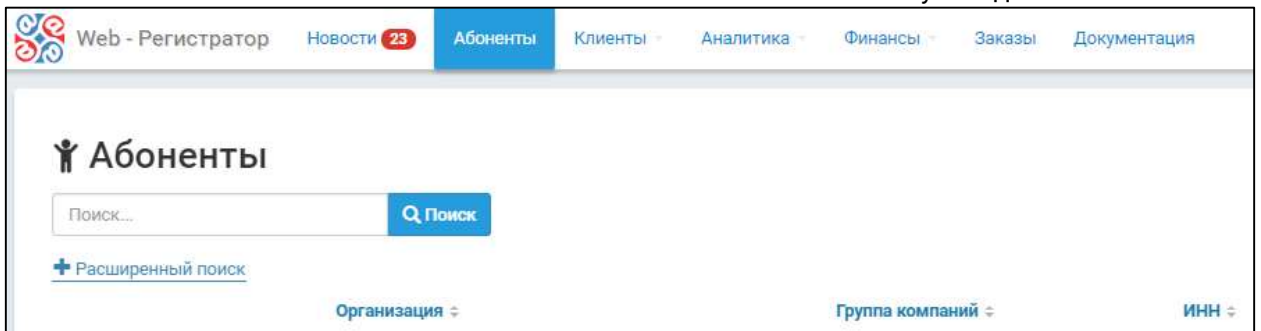 Web - Регистратор Новости 23 Абоненты Клиенты Аналитика Финансы Заказы Документация
Абоненты
Поиск... Поиск
Расширенный поиск
Организация Группа компаний ИНН